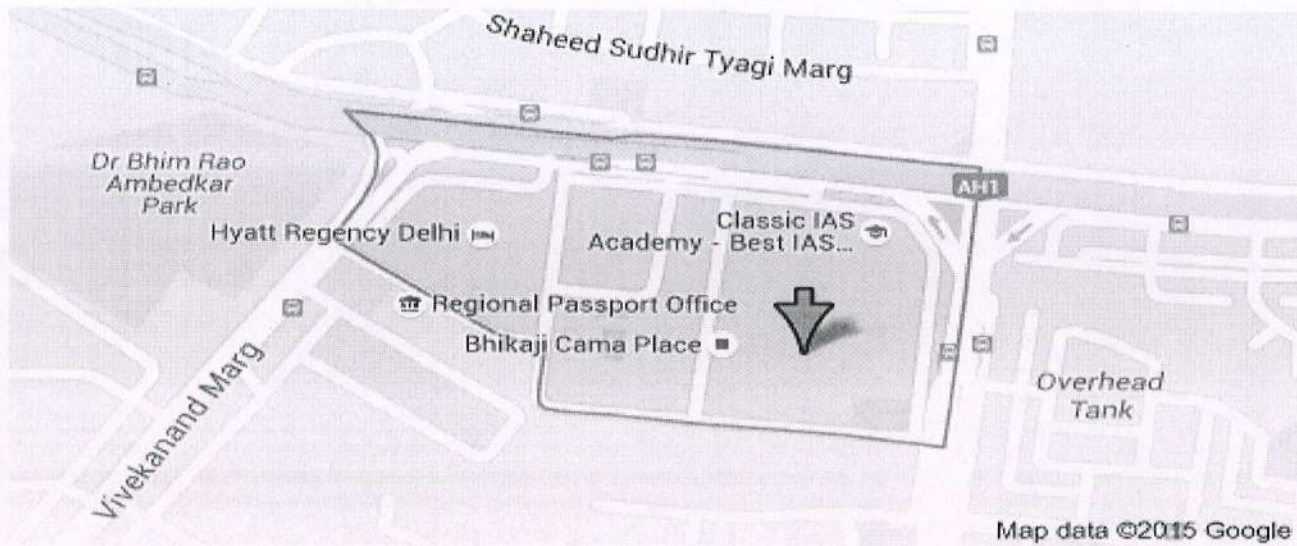 Shaheed Sudhir Tyagi Marg
Dr Bhim Rao
Ambedkar
Park
AH1
Hyatt Regency Delhi
Classic IAS
Academy - Best IAS...
Regional Passport Office
Bhikaji Cama Place
Vivekanand Marg
Overhead
Tank
Map data ©2015 Google